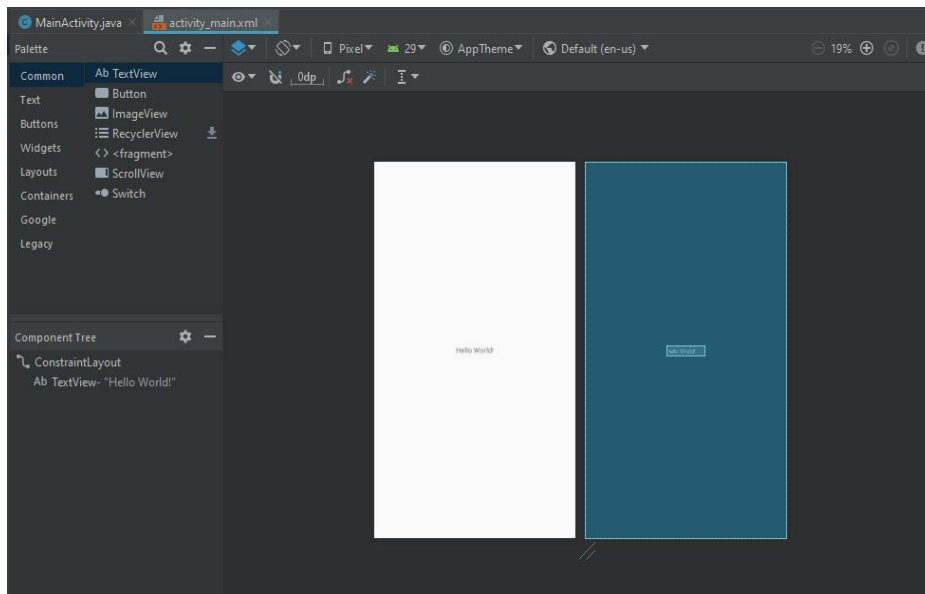 MainActivity.java activity_main.xml
Palette
Pixel 29 AppTheme Default (en-us) 19%
0dp
Common
Text
Buttons
Widgets
Layouts
Containers
Google
Legacy
Ab TextView
Button
ImageView
RecyclerView
<> <fragment>
ScrollView
Switch
Component Tree
ConstraintLayout
Ab TextView- "Hello World!"
Hello World!
Hello World!